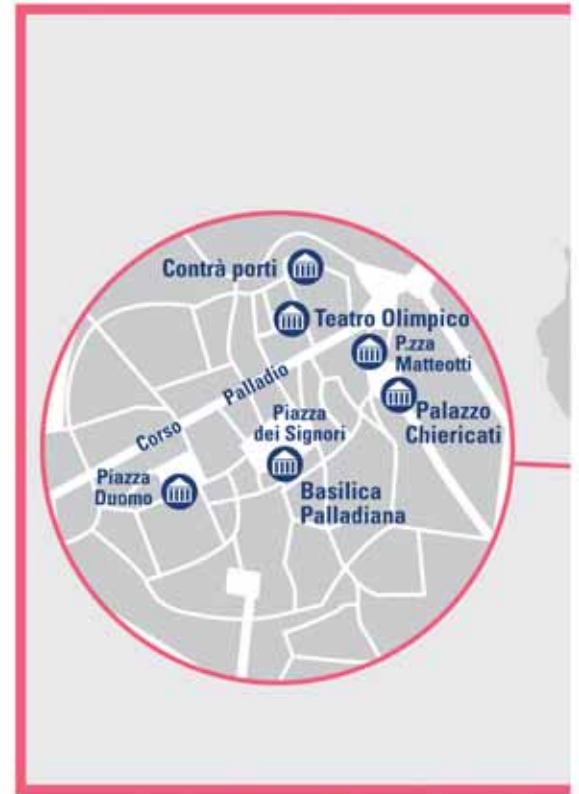 Contrà porti
Teatro Olimpico
P.zza
Matteotti
Palazzo
Chiericati
Corso Palladio
Piazza
dei Signori
Basilica
Palladiana
Piazza
Duomo